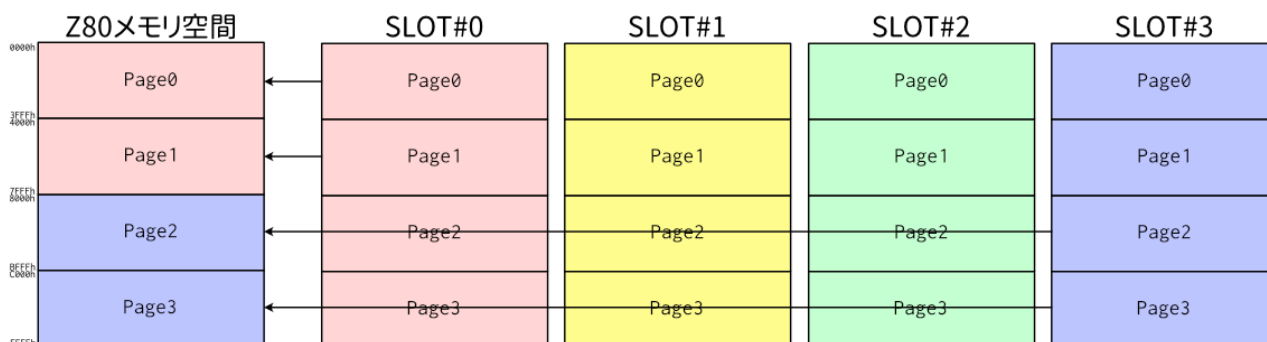 Z80メモリ空間 SLOT#0 SLOT#1 SLOT#2 SLOT#3
0000h
Page0 Page0 Page0 Page0 Page0
3FFFh
4000h
Page1 Page1 Page1 Page1 Page1
7FFFh
8000h
Page2 Page2 Page2 Page2 Page2
BFFFh
C000h
Page3 Page3 Page3 Page3 Page3